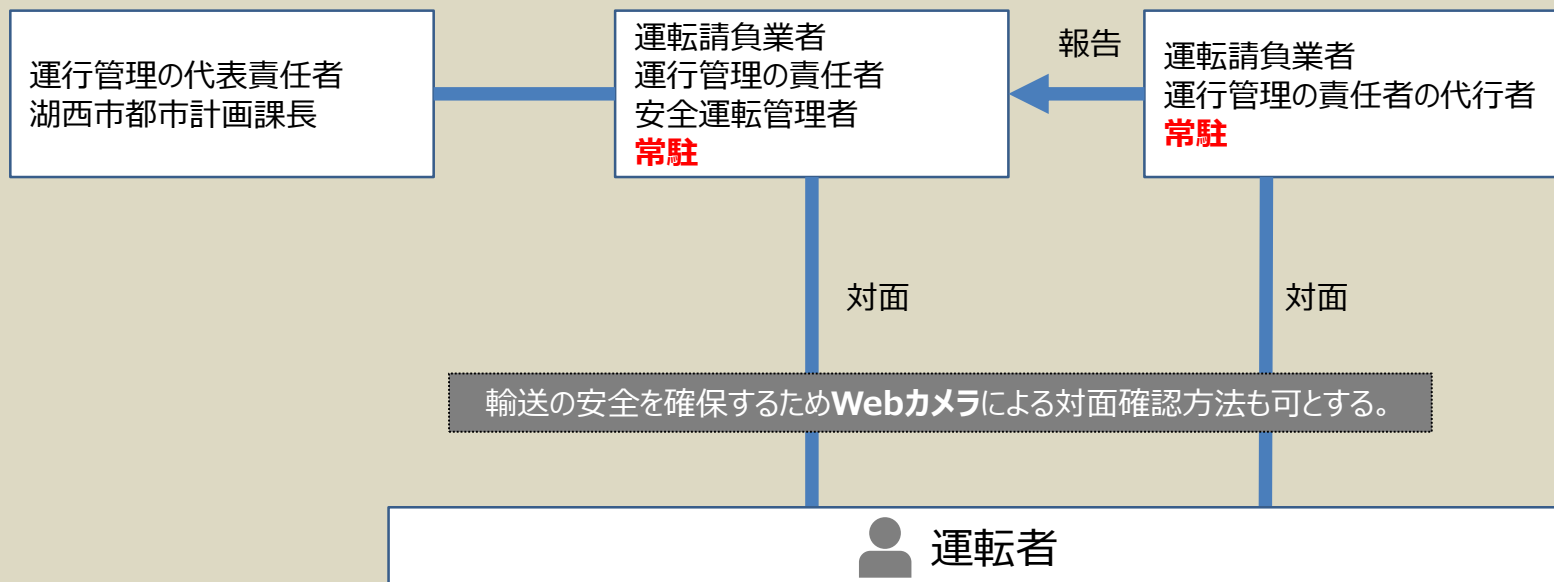 運行管理の代表責任者
湖西市都市計画課長
運転請負業者
運行管理の責任者
安全運転管理者
常駐
報告
運転請負業者
運行管理の責任者の代行者
常駐
対面
対面
輸送の安全を確保するためWebカメラによる対面確認方法も可とする。
運転者